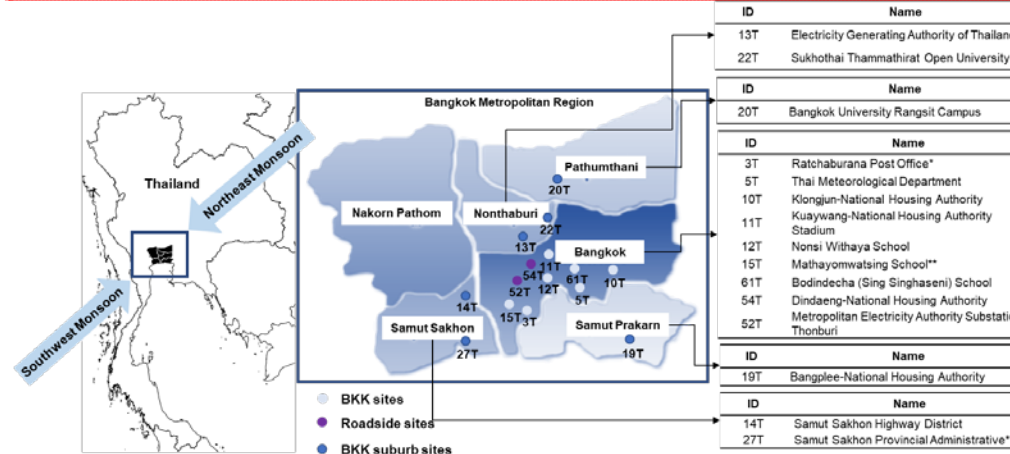 Thailand
Northeast Monsoon
Southwest Monsoon
Bangkok Metropolitan Region
Pathumthani
20T
Nakorn Pathom
Nonthaburi
22T
13T
Bangkok
11T
54T
61T
10T
52T
12T
5T
14T
15T
3T
Samut Sakhon
Samut Prakarn
27T
19T
BKK sites
Roadside sites
BKK suburb sites
ID Name
13T Electricity Generating Authority of Thailan
22T Sukhothai Thammathirat Open University
ID Name
20T Bangkok University Rangsit Campus
ID Name
3T Ratchaburana Post Office*
5T Thai Meteorological Department
10T Klongjun-National Housing Authority
11T Kuaywang-National Housing Authority
Stadium
12T Nonsi Withaya School
15T Mathayomwatsing School**
61T Bodindecha (Sing Singhaseni) School
54T Dindaeng-National Housing Authority
52T Metropolitan Electricity Authority Substatio
Thonburi
ID Name
19T Bangplee-National Housing Authority
ID Name
14T Samut Sakhon Highway District
27T Samut Sakhon Provincial Administrative*